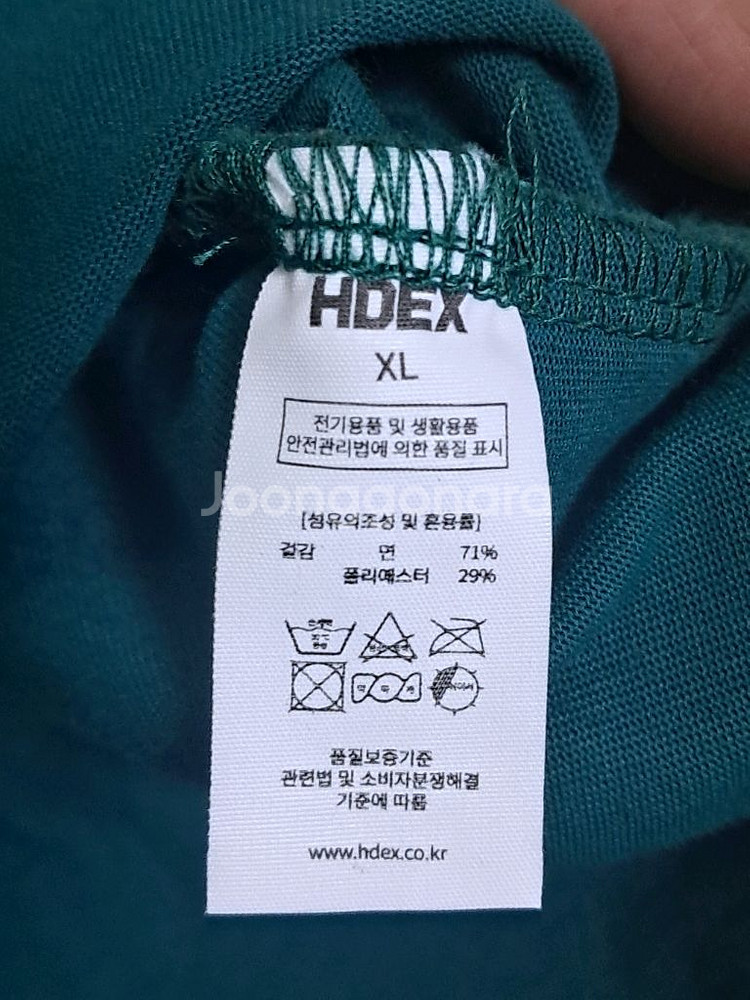 HDEX
XL
전기용품 및 생활용품
안전관리법에 의한 품질 표시
Joonggonara
[섬유의조성 및 혼용률]
겉감 면 71%
폴리에스터 29%
품질보증기준
관련법 및 소비자분쟁해결
기준에 따름
www.hdex.co.kr